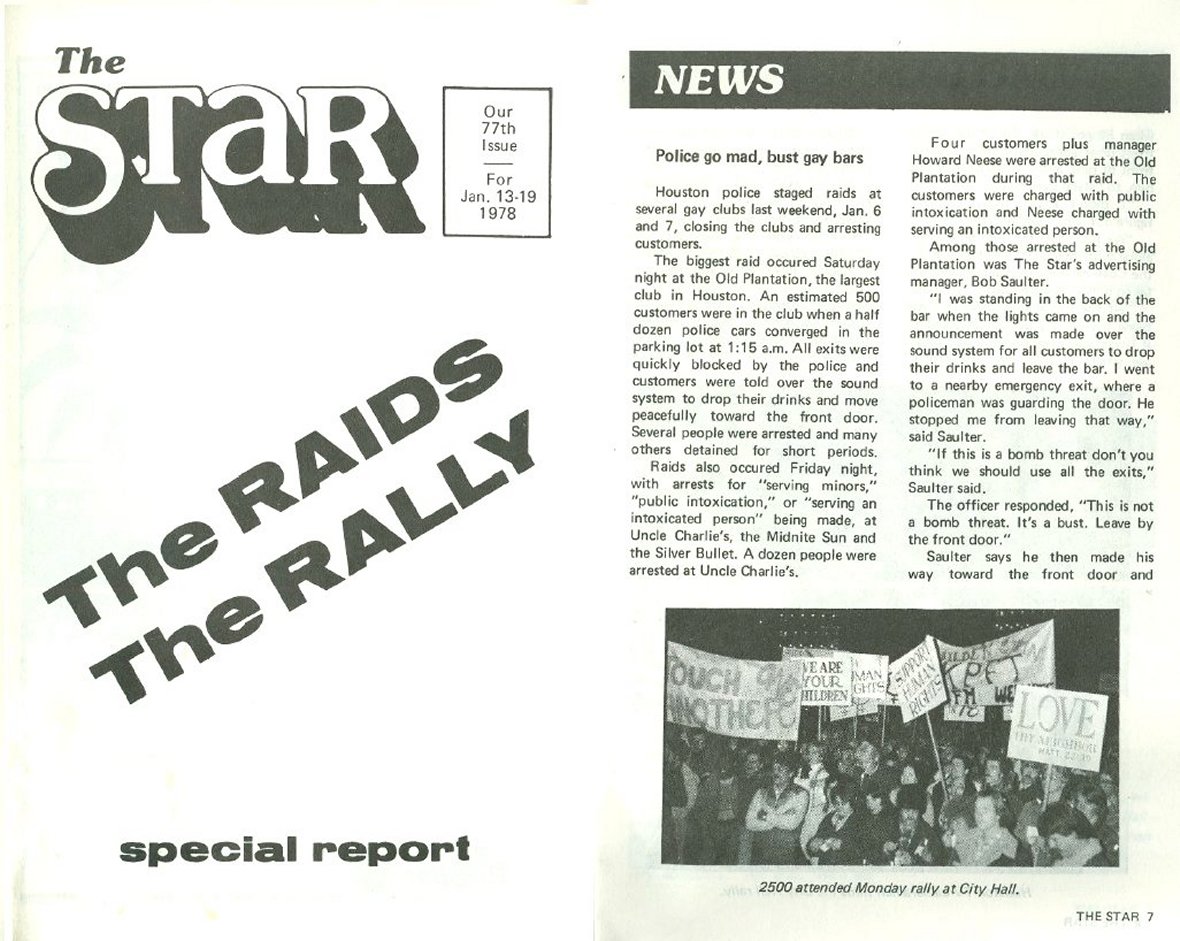 The
STaR
Our
77th
Issue
For
Jan. 13-19
1978
The RAIDS
The RALLY
special report
NEWS
Police go mad, bust gay bars
Houston police staged raids at
several gay clubs last weekend, Jan. 6
and 7, closing the clubs and arresting
customers.
The biggest raid occured Saturday
night at the Old Plantation, the largest
club in Houston. An estimated 500
customers were in the club when a half
dozen police cars converged in the
parking lot at 1:15 a.m. All exits were
quickly blocked by the police and
customers were told over the sound
system to drop their drinks and move
peacefully toward the front door.
Several people were arrested and many
others detained for short periods.
Raids also occured Friday night,
with arrests for "serving minors,"
"public intoxication," or "serving an
intoxicated person" being made, at
Uncle Charlie's, the Midnite Sun and
the Silver Bullet. A dozen people were
arrested at Uncle Charlie's.
Four customers plus manager
Howard Neese were arrested at the Old
Plantation during that raid. The
customers were charged with public
intoxication and Neese charged with
serving an intoxicated person.
Among those arrested at the Old
Plantation was The Star's advertising
manager, Bob Saulter.
"I was standing in the back of the
bar when the lights came on and the
announcement was made over the
sound system for all customers to drop
their drinks and leave the bar. I went
to a nearby emergency exit, where a
policeman was guarding the door. He
stopped me from leaving that way,"
said Saulter.
"If this is a bomb threat don't you
think we should use all the exits,"
Saulter said.
The officer responded, "This is not
a bomb threat. It's a bust. Leave by
the front door."
Saulter says he then made his
way toward the front door and
WE ARE
YOUR
CHILDREN
SUPPORT
HUMAN
RIGHTS
KPFT
FM
LOVE
THY NEIGHBOR
MATT. 22:39
2500 attended Monday rally at City Hall.
THE STAR 7